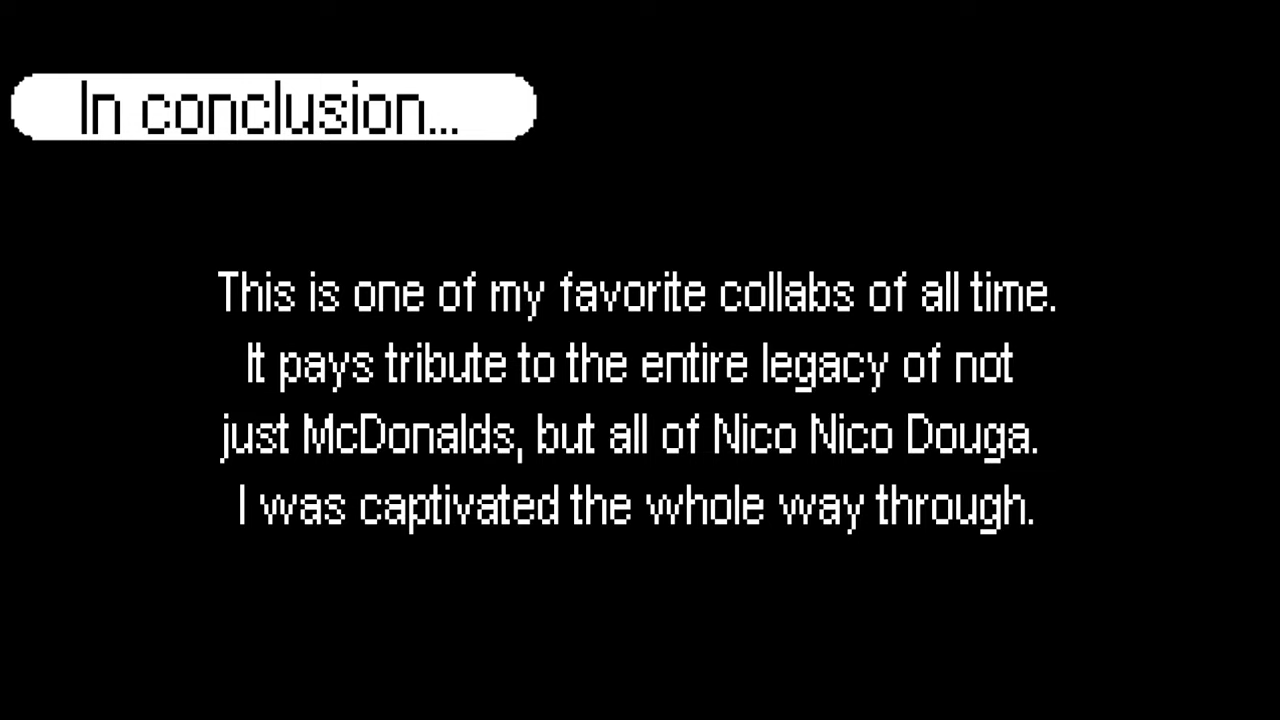 In conclusion...
This is one of my favorite collabs of all time.
It pays tribute to the entire legacy of not
just McDonalds, but all of Nico Nico Douga.
I was captivated the whole way through.